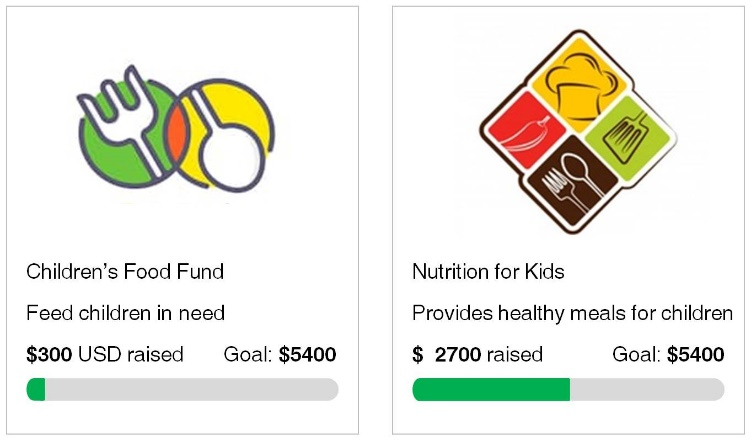 Children's Food Fund
Feed children in need
$300 USD raised Goal: $5400
Nutrition for Kids
Provides healthy meals for children
$ 2700 raised Goal: $5400